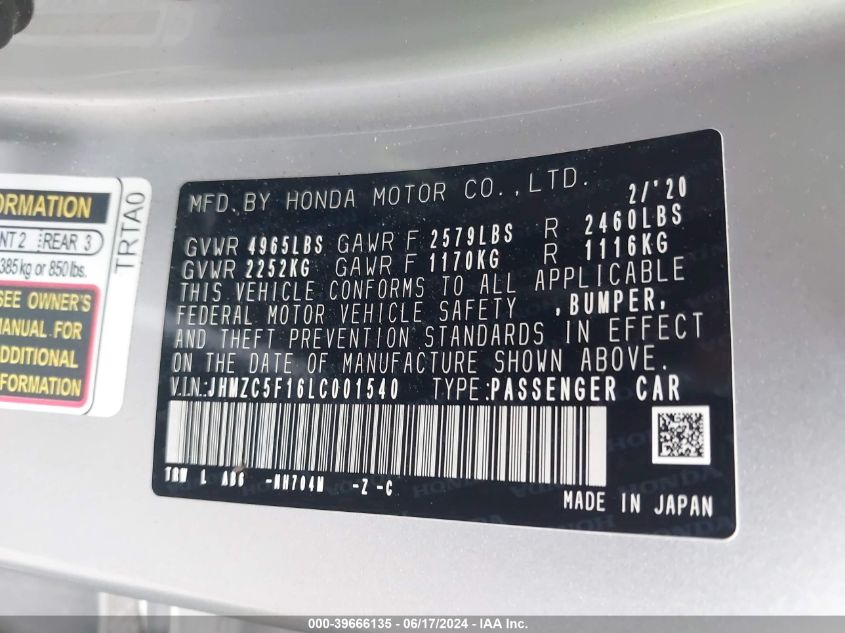 MFD. BY HONDA MOTOR CO., LTD. 2/'20
GVWR 4965LBS GAWR F 2579LBS R 2460LBS
GVWR 2252KG GAWR F 1170KG R 1116KG
THIS VEHICLE CONFORMS TO ALL APPLICABLE
FEDERAL MOTOR VEHICLE SAFETY ,BUMPER,
AND THEFT PREVENTION STANDARDS IN EFFECT
ON THE DATE OF MANUFACTURE SHOWN ABOVE.
V.I.N.:JHMZC5F16LC001540 TYPE:PASSENGER CAR
TRW L -NH704M -Z -C
MADE IN JAPAN
ORMATION
NT 2 REAR 3
385 kg or 850 lbs.
SEE OWNER'S
MANUAL FOR
ADDITIONAL
FORMATION
TRTA0
000-39666135 - 06/17/2024 - IAA Inc.